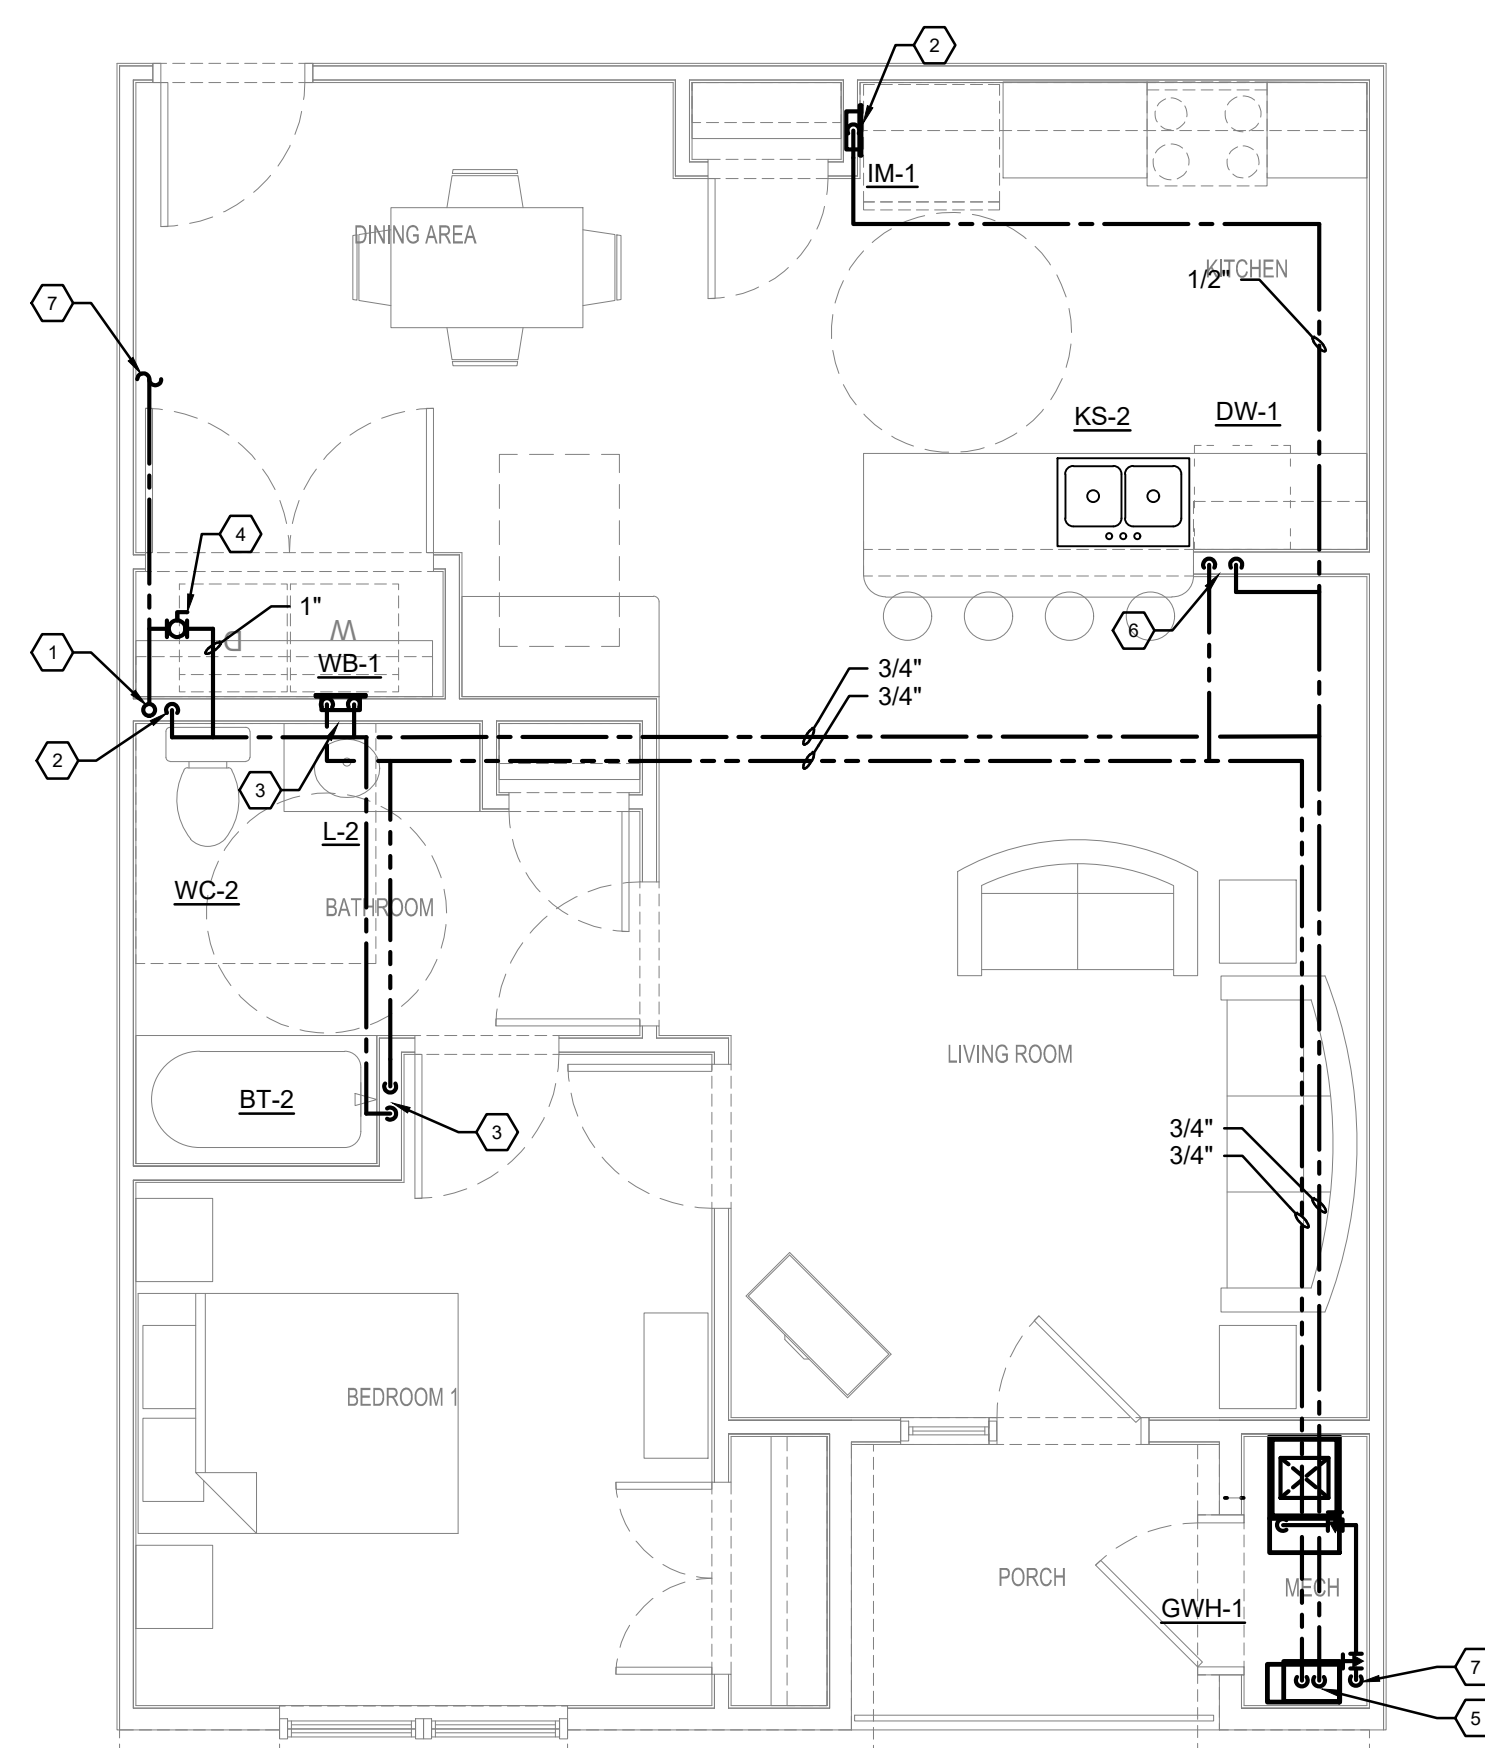 2
IM-1
DINING AREA
KITCHEN
1/2"
7
KS-2
DW-1
4
1"
D
W
WB-1
6
1
3/4"
3/4"
2
3
L-2
WC-2
BATHROOM
LIVING ROOM
BT-2
3
3/4"
3/4"
BEDROOM 1
PORCH
MECH
GWH-1
7
5